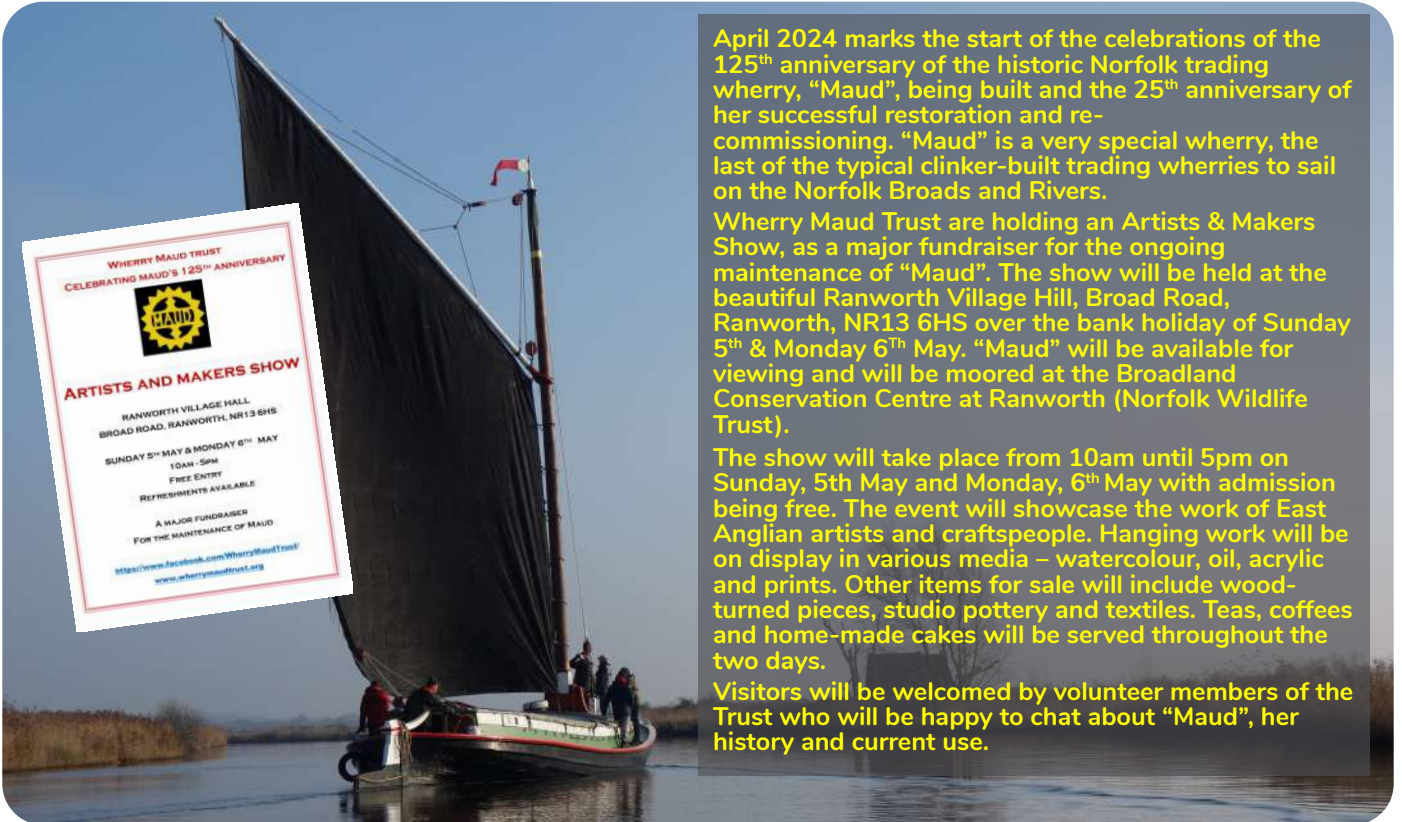 WHERRY MAUD TRUST
CELEBRATING MAUD'S 125TH ANNIVERSARY
MAUD
ARTISTS AND MAKERS SHOW
RANWORTH VILLAGE HALL
BROAD ROAD, RANWORTH, NR13 6HS
SUNDAY 5TH MAY & MONDAY 6TH MAY
10AM - 5PM
FREE ENTRY
REFRESHMENTS AVAILABLE
A MAJOR FUNDRAISER
FOR THE MAINTENANCE OF MAUD
https://www.facebook.com/WherryMaudTrust/
www.wherrymaudtrust.org
April 2024 marks the start of the celebrations of the
125th anniversary of the historic Norfolk trading
wherry, “Maud”, being built and the 25th anniversary of
her successful restoration and re-
commissioning. “Maud” is a very special wherry, the
last of the typical clinker-built trading wherries to sail
on the Norfolk Broads and Rivers.
Wherry Maud Trust are holding an Artists & Makers
Show, as a major fundraiser for the ongoing
maintenance of “Maud”. The show will be held at the
beautiful Ranworth Village Hill, Broad Road,
Ranworth, NR13 6HS over the bank holiday of Sunday
5th & Monday 6Th May. “Maud” will be available for
viewing and will be moored at the Broadland
Conservation Centre at Ranworth (Norfolk Wildlife
Trust).
The show will take place from 10am until 5pm on
Sunday, 5th May and Monday, 6th May with admission
being free. The event will showcase the work of East
Anglian artists and craftspeople. Hanging work will be
on display in various media – watercolour, oil, acrylic
and prints. Other items for sale will include wood-
turned pieces, studio pottery and textiles. Teas, coffees
and home-made cakes will be served throughout the
two days.
Visitors will be welcomed by volunteer members of the
Trust who will be happy to chat about “Maud”, her
history and current use.